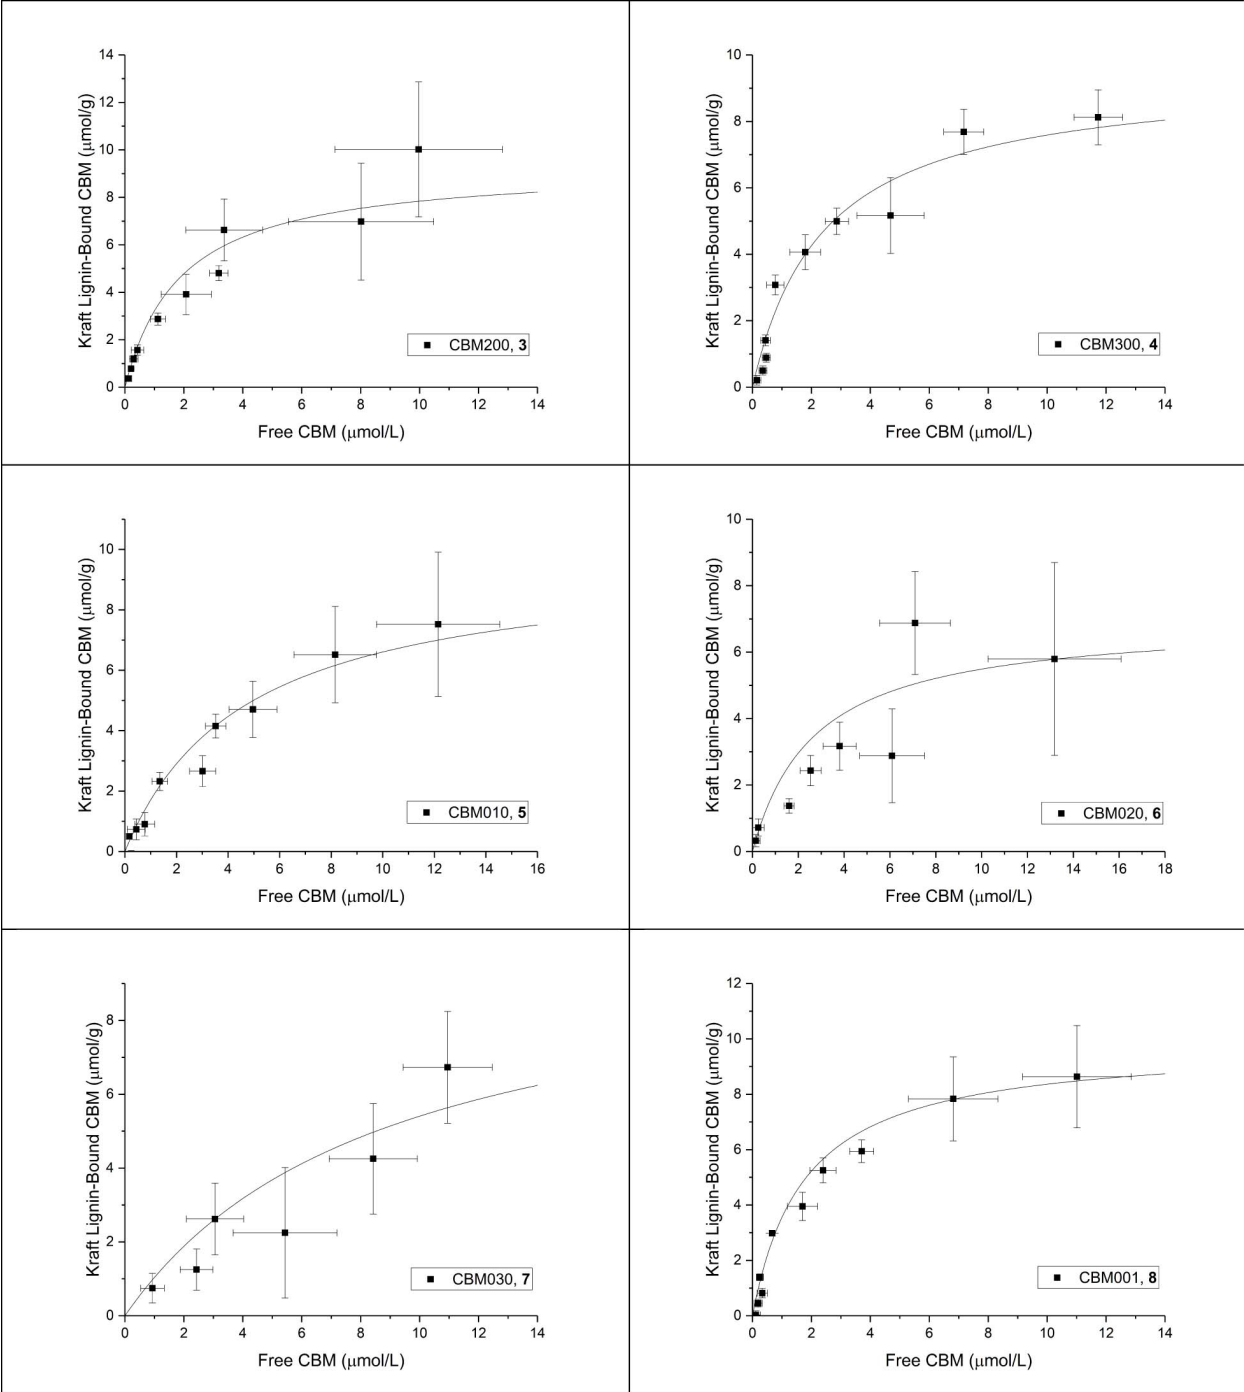 Kraft Lignin-Bound CBM (μmol/g)
14
12
10
8
6
4
2
0
0 2 4 6 8 10 12 14
Free CBM (μmol/L)
CBM200, 3
Kraft Lignin-Bound CBM (μmol/g)
10
8
6
4
2
0
0 2 4 6 8 10 12 14
Free CBM (μmol/L)
CBM300, 4
Kraft Lignin-Bound CBM (μmol/g)
10
8
6
4
2
0
0 2 4 6 8 10 12 14 16
Free CBM (μmol/L)
CBM010, 5
Kraft Lignin-Bound CBM (μmol/g)
10
8
6
4
2
0
0 2 4 6 8 10 12 14 16 18
Free CBM (μmol/L)
CBM020, 6
Kraft Lignin-Bound CBM (μmol/g)
8
6
4
2
0
0 2 4 6 8 10 12 14
Free CBM (μmol/L)
CBM030, 7
Kraft Lignin-Bound CBM (μmol/g)
12
10
8
6
4
2
0
0 2 4 6 8 10 12 14
Free CBM (μmol/L)
CBM001, 8